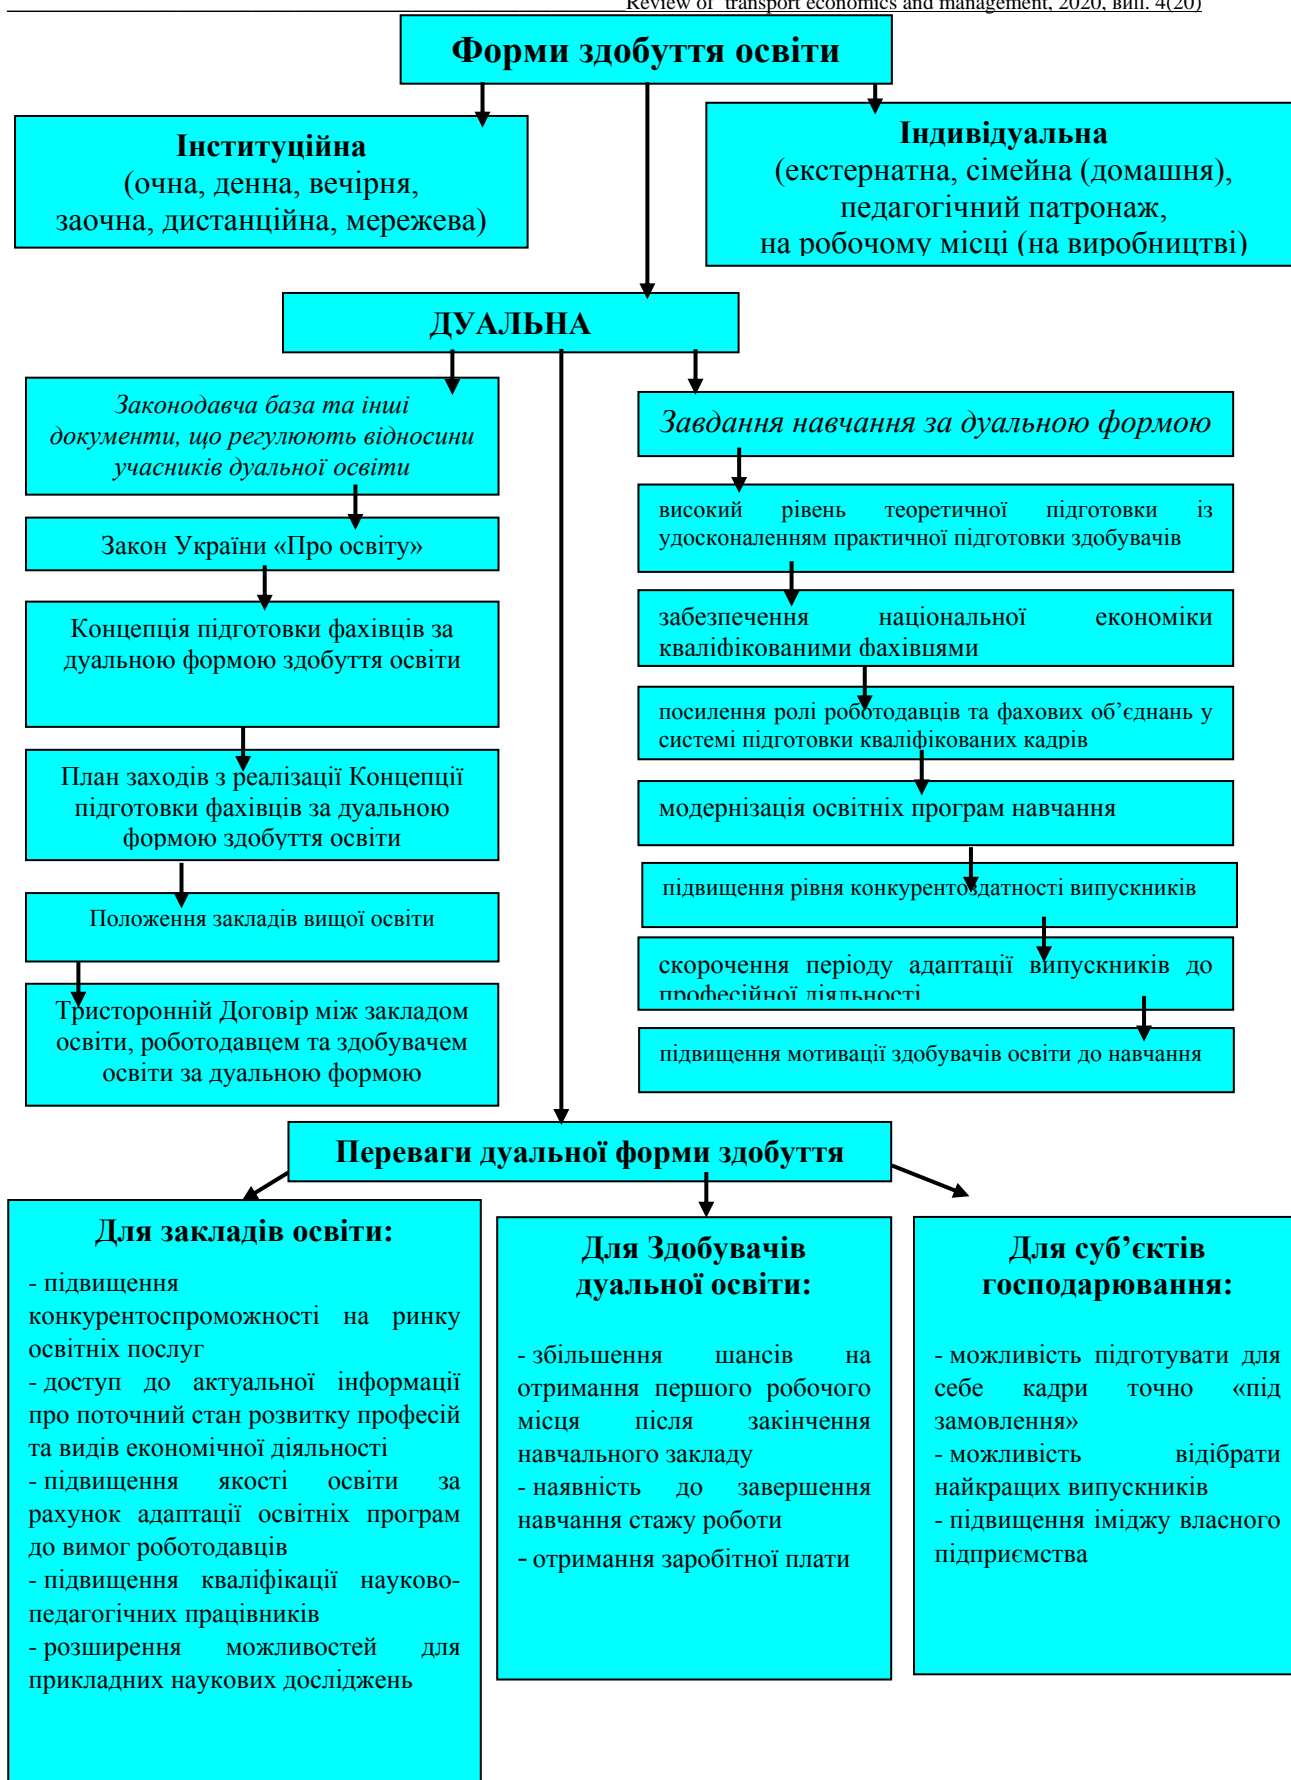 Review of transport economics and management, 2020, вип. 4(20)
Форми здобуття освіти
Інституційна
(очна, денна, вечірня,
заочна, дистанційна, мережева)
Індивідуальна
(екстернатна, сімейна (домашня),
педагогічний патронаж,
на робочому місці (на виробництві)
ДУАЛЬНА
Законодавча база та інші
документи, що регулюють відносини
учасників дуальної освіти
Закон України «Про освіту»
Концепція підготовки фахівців за
дуальною формою здобуття освіти
План заходів з реалізації Концепції
підготовки фахівців за дуальною
формою здобуття освіти
Положення закладів вищої освіти
Тристоронній Договір між закладом
освіти, роботодавцем та здобувачем
освіти за дуальною формою
Завдання навчання за дуальною формою
високий рівень теоретичної підготовки із
удосконаленням практичної підготовки здобувачів
забезпечення національної економіки
кваліфікованими фахівцями
посилення ролі роботодавців та фахових об’єднань у
системі підготовки кваліфікованих кадрів
модернізація освітніх програм навчання
підвищення рівня конкурентоздатності випускників
скорочення періоду адаптації випускників до
професійної діяльності
підвищення мотивації здобувачів освіти до навчання
Переваги дуальної форми здобуття
Для закладів освіти:
- підвищення
конкурентоспроможності на ринку
освітніх послуг
- доступ до актуальної інформації
про поточний стан розвитку професій
та видів економічної діяльності
- підвищення якості освіти за
рахунок адаптації освітніх програм
до вимог роботодавців
- підвищення кваліфікації науково-
педагогічних працівників
- розширення можливостей для
прикладних наукових досліджень
Для Здобувачів
дуальної освіти:
- збільшення шансів на
отримання першого робочого
місця після закінчення
навчального закладу
- наявність до завершення
навчання стажу роботи
- отримання заробітної плати
Для суб’єктів
господарювання:
- можливість підготувати для
себе кадри точно «під
замовлення»
- можливість відібрати
найкращих випускників
- підвищення іміджу власного
підприємства